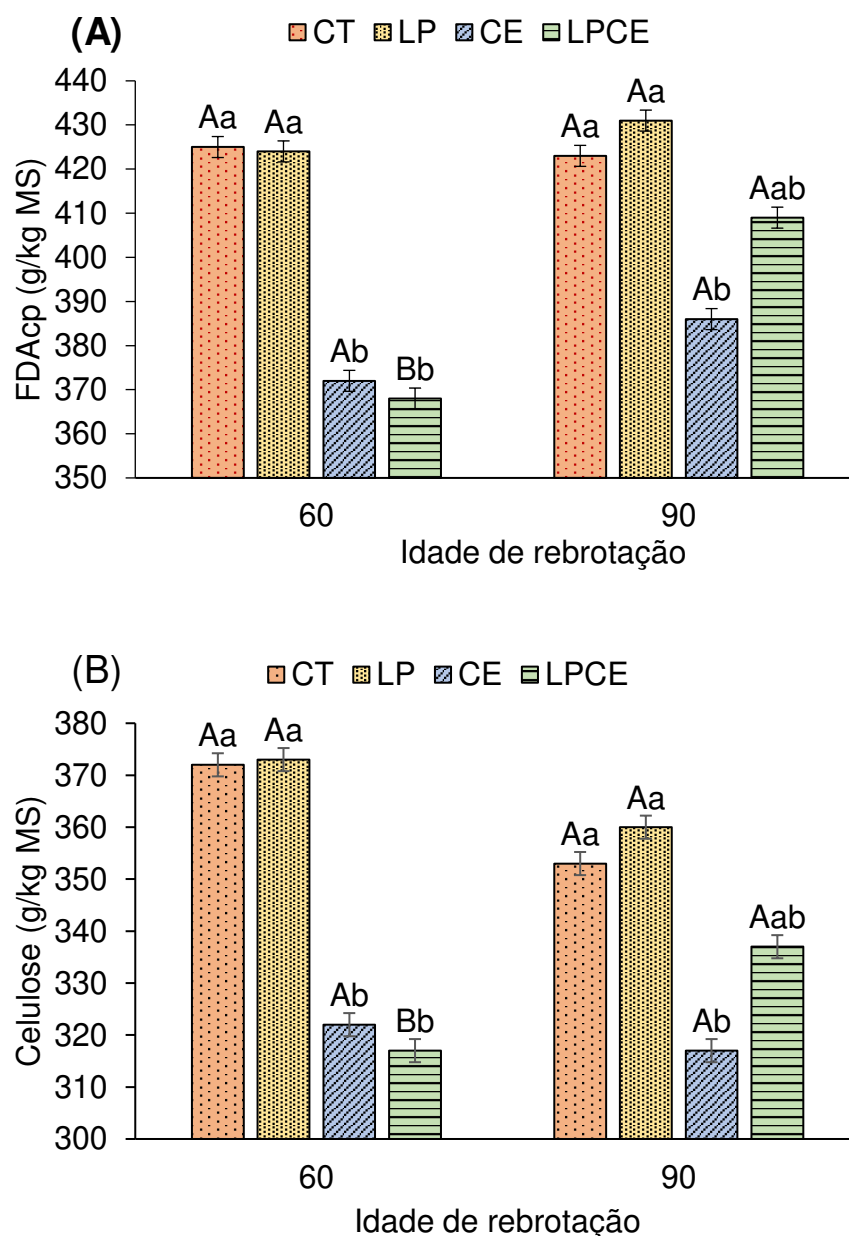 (A)
CT LP CE LPCE
FDAcp (g/kg MS)
440
430
420
410
400
390
380
370
360
350
Aa Aa Ab Bb Aa Aa Ab Aab
60 90
Idade de rebrotação
(B)
CT LP CE LPCE
Celulose (g/kg MS)
380
370
360
350
340
330
320
310
300
Aa Aa Ab Bb Aa Aa Ab Aab
60 90
Idade de rebrotação